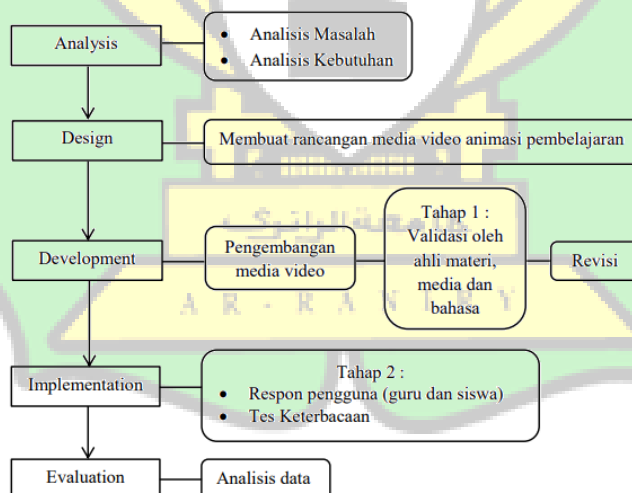 Analysis
• Analisis Masalah
• Analisis Kebutuhan
Design
Membuat rancangan media video animasi pembelajaran
Development
Pengembangan
media video
Tahap 1 :
Validasi oleh
ahli materi,
media dan
bahasa
Revisi
Implementation
Tahap 2 :
• Respon pengguna (guru dan siswa)
• Tes Keterbacaan
Evaluation
Analisis data
جامعة الرانيري
A R - R A N I R Y